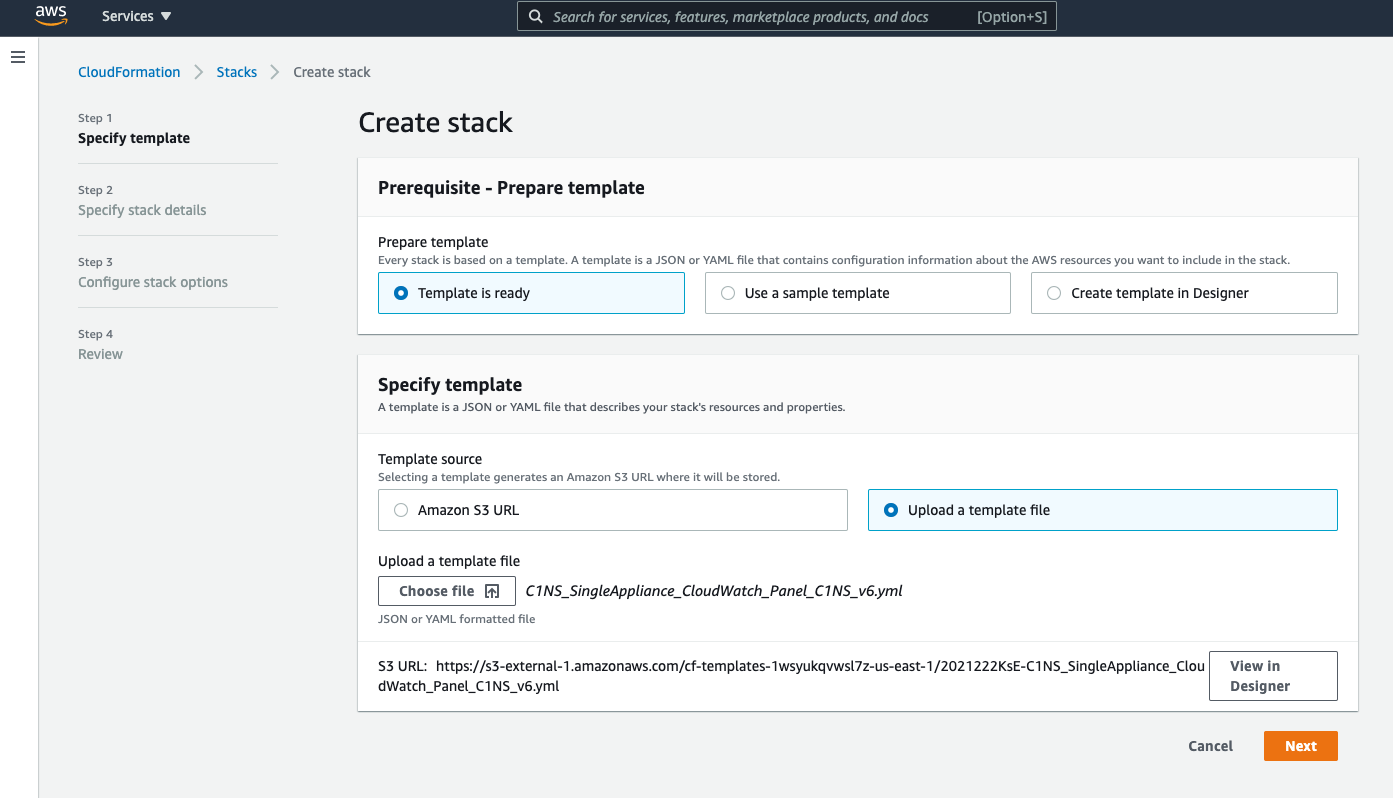 aws Services ▼ Search for services, features, marketplace products, and docs [Option+S]
CloudFormation > Stacks > Create stack
Step 1
Specify template
Step 2
Specify stack details
Step 3
Configure stack options
Step 4
Review
Create stack
Prerequisite - Prepare template
Prepare template
Every stack is based on a template. A template is a JSON or YAML file that contains configuration information about the AWS resources you want to include in the stack.
Template is ready Use a sample template Create template in Designer
Specify template
A template is a JSON or YAML file that describes your stack's resources and properties.
Template source
Selecting a template generates an Amazon S3 URL where it will be stored.
Amazon S3 URL Upload a template file
Upload a template file
Choose file C1NS_SingleAppliance_CloudWatch_Panel_C1NS_v6.yml
JSON or YAML formatted file
S3 URL: https://s3-external-1.amazonaws.com/cf-templates-1wsyukqvwsl7z-us-east-1/2021222KsE-C1NS_SingleAppliance_Clou
dWatch_Panel_C1NS_v6.yml
View in
Designer
Cancel Next